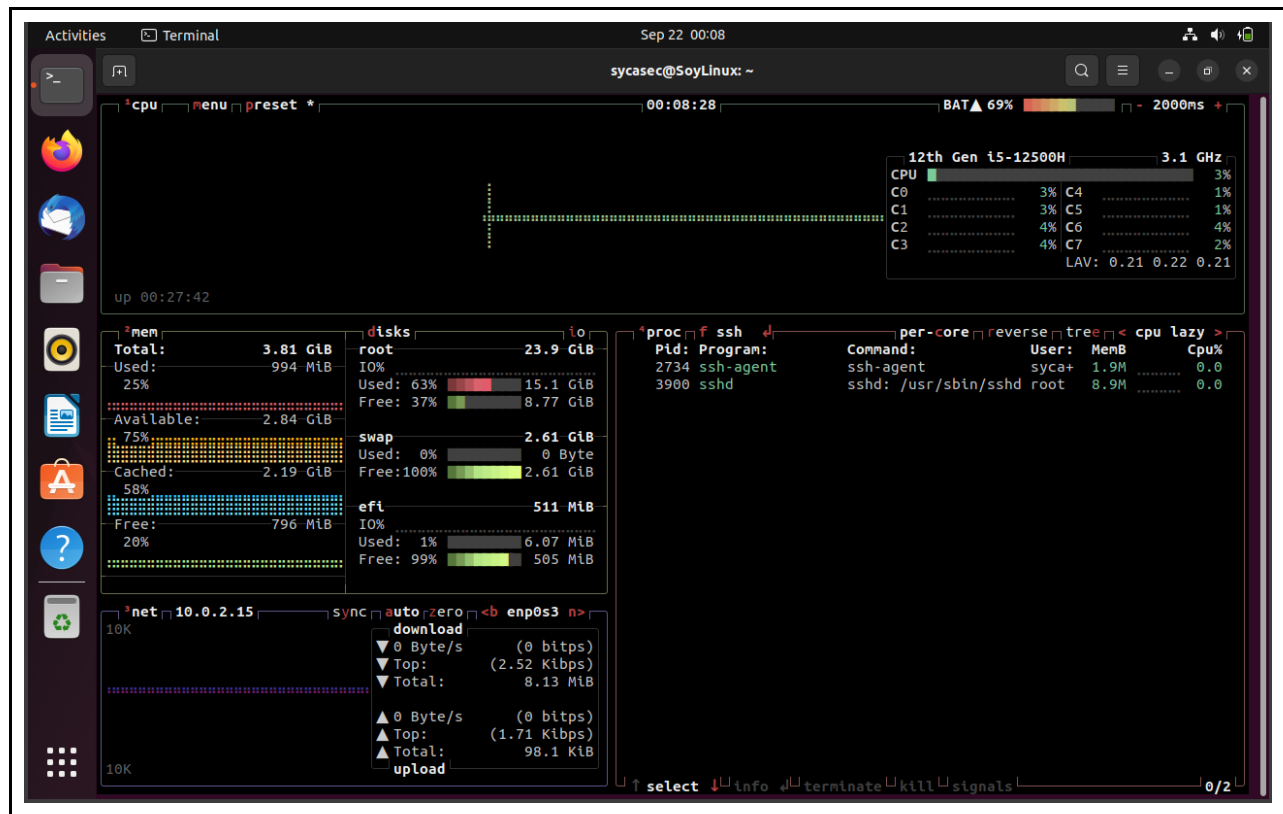 Activities Terminal Sep 22 00:08
sycasec@SoyLinux: ~
¹cpu menu preset * 00:08:28 BAT▲ 69% - 2000ms +
12th Gen i5-12500H 3.1 GHz
CPU 3%
C0 3% C4 1%
C1 3% C5 1%
C2 4% C6 4%
C3 4% C7 2%
LAV: 0.21 0.22 0.21
up 00:27:42
²mem
Total: 3.81 GiB
Used: 994 MiB
25%
Available: 2.84 GiB
75%
Cached: 2.19 GiB
58%
Free: 796 MiB
20%
disks io
root 23.9 GiB
IO%
Used: 63% 15.1 GiB
Free: 37% 8.77 GiB
swap 2.61 GiB
Used: 0% 0 Byte
Free:100% 2.61 GiB
efi 511 MiB
IO%
Used: 1% 6.07 MiB
Free: 99% 505 MiB
⁴proc f ssh ↲ per-core reverse tree < cpu lazy >
Pid: Program: Command: User: MemB Cpu%
2734 ssh-agent ssh-agent syca+ 1.9M 0.0
3900 sshd sshd: /usr/sbin/sshd root 8.9M 0.0
³net 10.0.2.15 sync auto zero <b enp0s3 n>
10K
download
▼ 0 Byte/s (0 bitps)
▼ Top: (2.52 Kibps)
▼ Total: 8.13 MiB
▲ 0 Byte/s (0 bitps)
▲ Top: (1.71 Kibps)
▲ Total: 98.1 KiB
upload
10K
↑ select ↓ info ↲ terminate kill signals 0/2